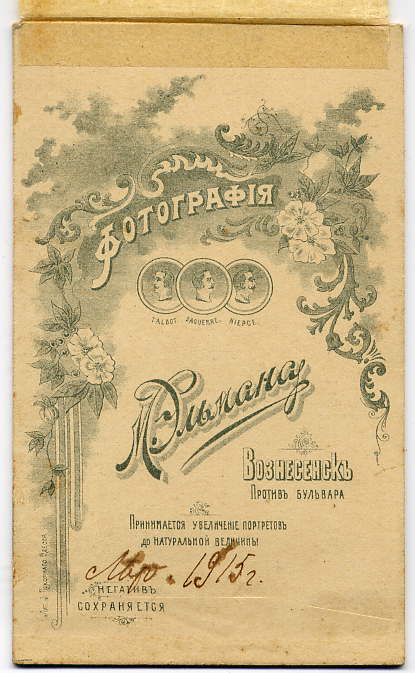 ФОТОГРАФІЯ
TALBOT DAGUERRE. NIEPCE.
М. Эльмана
ВОЗНЕСЕНСКЪ
ПРОТИВЪ БУЛЬВАРА
ПРИНИМАЕТСЯ УВЕЛИЧЕНІЕ ПОРТРЕТОВЪ
ДО НАТУРАЛЬНОЙ ВЕЛИЧИНЫ
1915г.
НЕГАТИВЪ
СОХРАНЯЕТСЯ